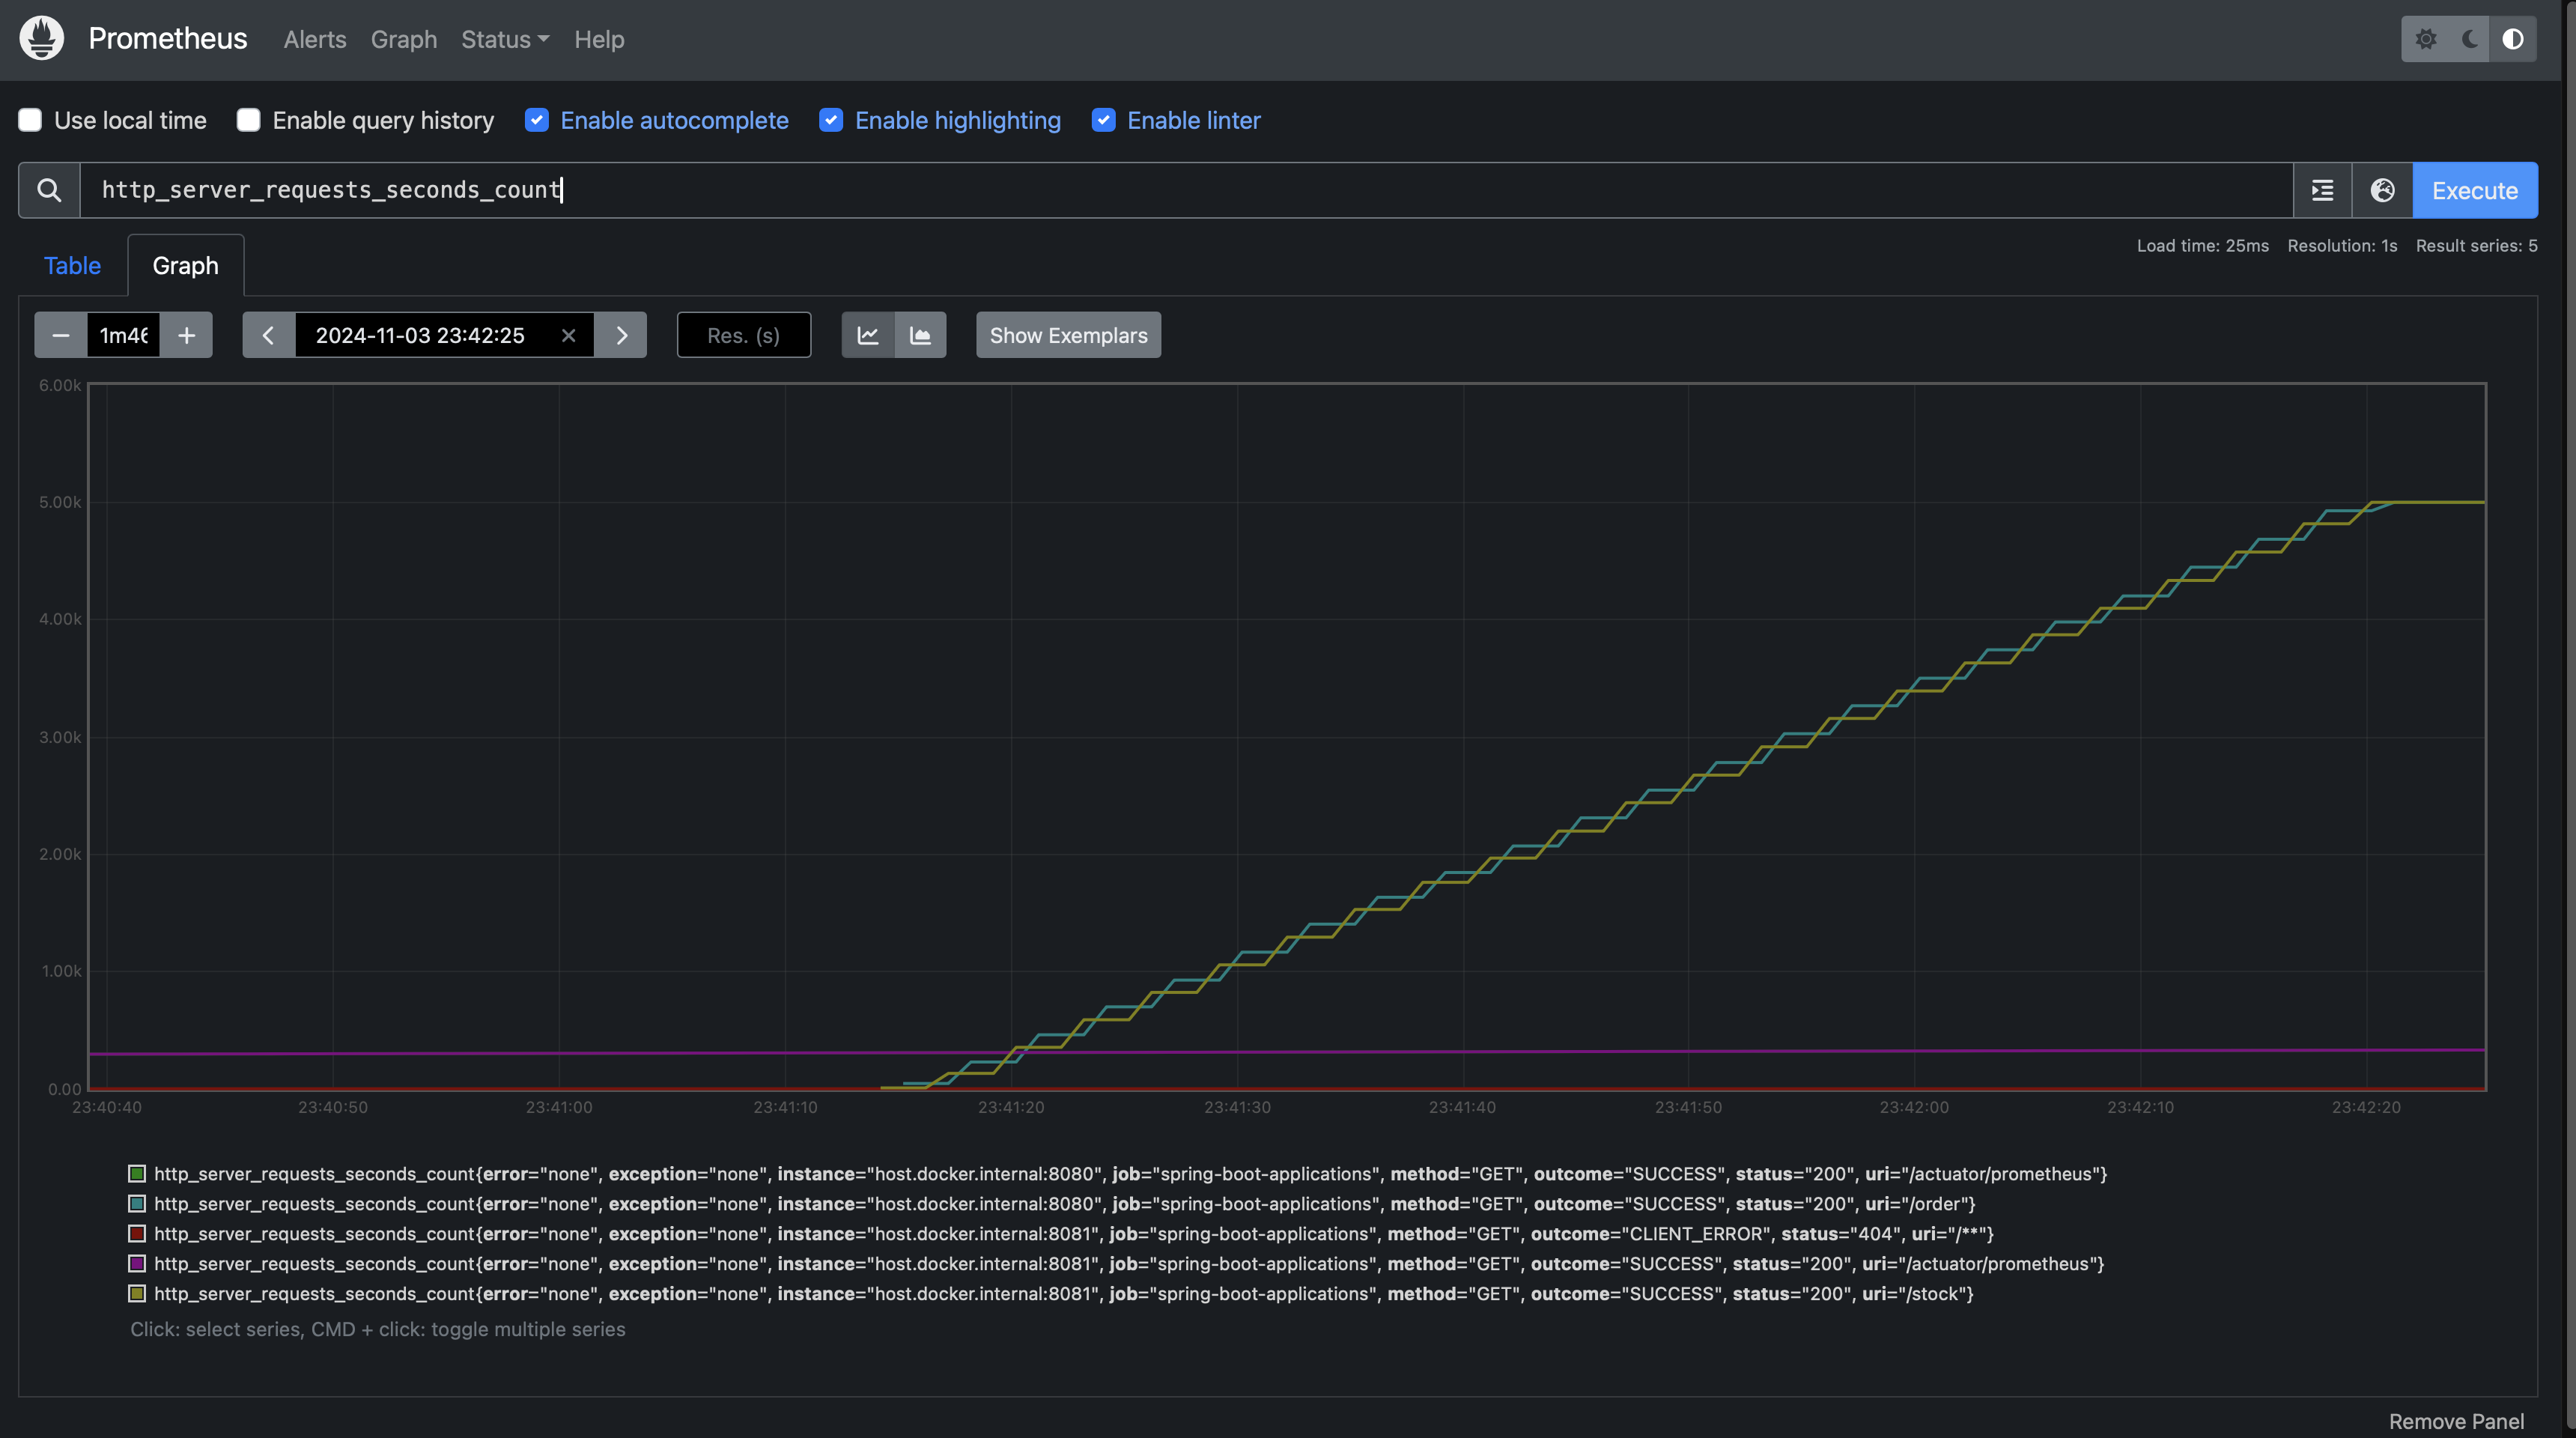 Prometheus Alerts Graph Status Help
Use local time Enable query history Enable autocomplete Enable highlighting Enable linter
http_server_requests_seconds_count Execute
Load time: 25ms Resolution: 1s Result series: 5
Table Graph
1m46 2024-11-03 23:42:25 Res. (s) Show Exemplars
6.00k
5.00k
4.00k
3.00k
2.00k
1.00k
0.00
23:40:40 23:40:50 23:41:00 23:41:10 23:41:20 23:41:30 23:41:40 23:41:50 23:42:00 23:42:10 23:42:20
http_server_requests_seconds_count{error="none", exception="none", instance="host.docker.internal:8080", job="spring-boot-applications", method="GET", outcome="SUCCESS", status="200", uri="/actuator/prometheus"}
http_server_requests_seconds_count{error="none", exception="none", instance="host.docker.internal:8080", job="spring-boot-applications", method="GET", outcome="SUCCESS", status="200", uri="/order"}
http_server_requests_seconds_count{error="none", exception="none", instance="host.docker.internal:8081", job="spring-boot-applications", method="GET", outcome="CLIENT_ERROR", status="404", uri="/**"}
http_server_requests_seconds_count{error="none", exception="none", instance="host.docker.internal:8081", job="spring-boot-applications", method="GET", outcome="SUCCESS", status="200", uri="/actuator/prometheus"}
http_server_requests_seconds_count{error="none", exception="none", instance="host.docker.internal:8081", job="spring-boot-applications", method="GET", outcome="SUCCESS", status="200", uri="/stock"}
Click: select series, CMD + click: toggle multiple series
Remove Panel